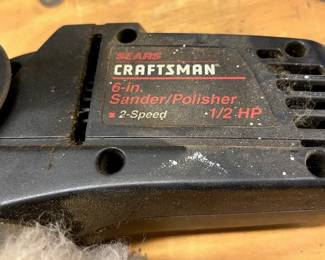 SEARS
CRAFTSMAN
6-in.
Sander/Polisher
2-Speed 1/2 HP